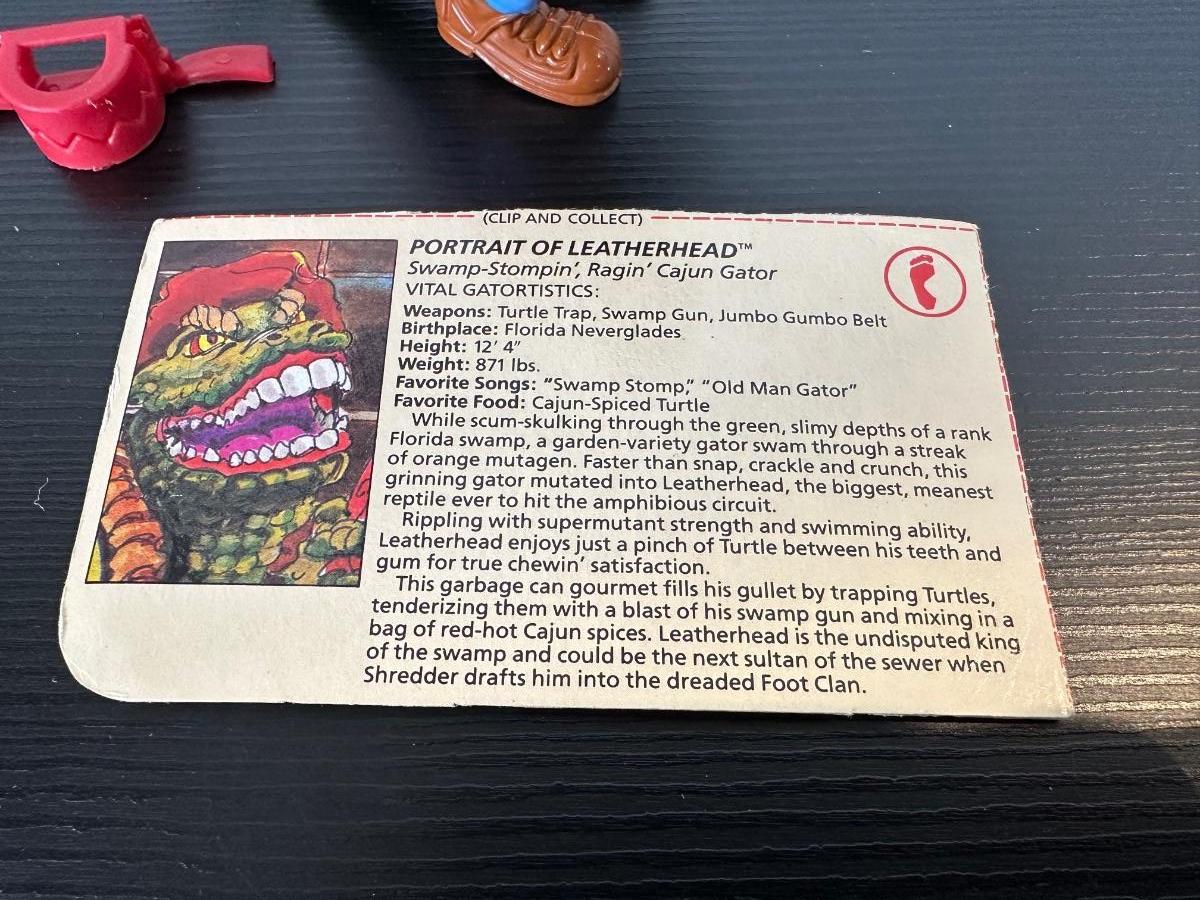 (CLIP AND COLLECT)
PORTRAIT OF LEATHERHEAD™
Swamp-Stompin', Ragin' Cajun Gator
VITAL GATORTISTICS:
Weapons: Turtle Trap, Swamp Gun, Jumbo Gumbo Belt
Birthplace: Florida Neverglades
Height: 12' 4"
Weight: 871 lbs.
Favorite Songs: "Swamp Stomp," "Old Man Gator"
Favorite Food: Cajun-Spiced Turtle
While scum-skulking through the green, slimy depths of a rank
Florida swamp, a garden-variety gator swam through a streak
of orange mutagen. Faster than snap, crackle and crunch, this
grinning gator mutated into Leatherhead, the biggest, meanest
reptile ever to hit the amphibious circuit.
Rippling with supermutant strength and swimming ability,
Leatherhead enjoys just a pinch of Turtle between his teeth and
gum for true chewin' satisfaction.
This garbage can gourmet fills his gullet by trapping Turtles,
tenderizing them with a blast of his swamp gun and mixing in a
bag of red-hot Cajun spices. Leatherhead is the undisputed king
of the swamp and could be the next sultan of the sewer when
Shredder drafts him into the dreaded Foot Clan.